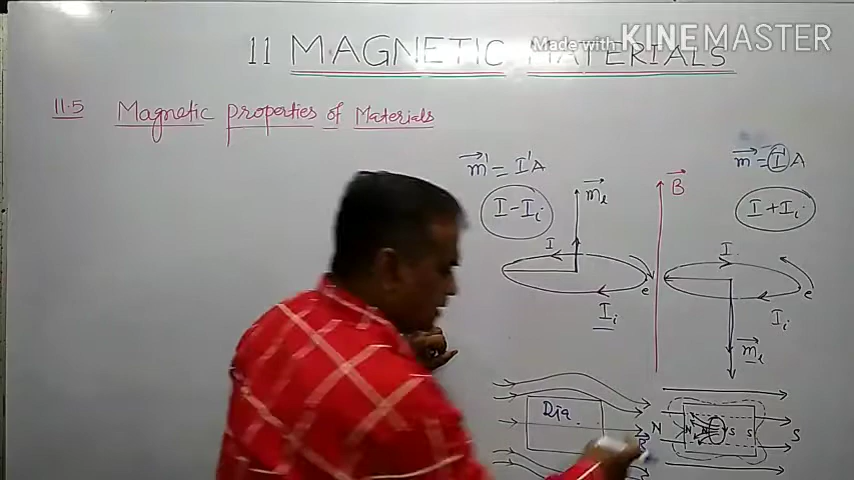 11 MAGNETIC MATERIALS
Made with KINEMASTER
11.5 Magnetic properties of Materials
m' = I'A
I - Iᵢ
mₗ
I
e
Iᵢ
B
m' = I'A
I + Iᵢ
I
e
Iᵢ
mₗ
Dia.
N
N
S
S
S